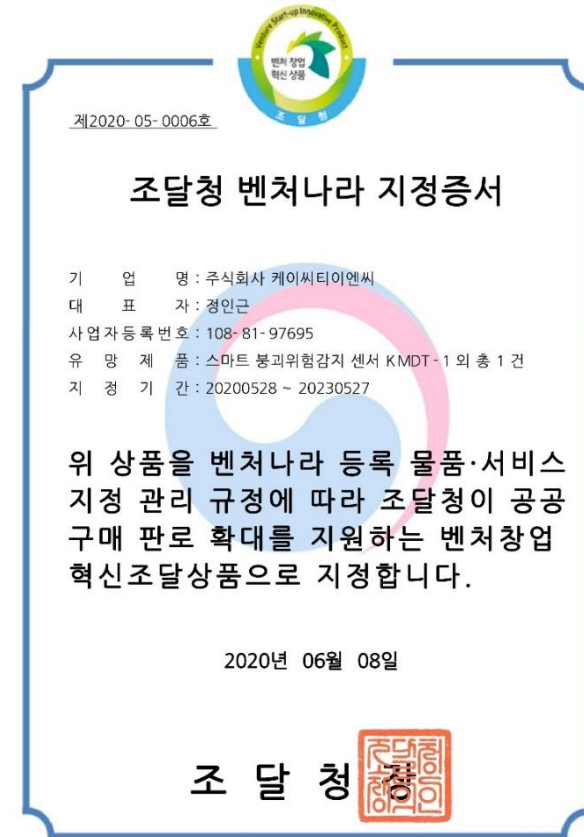 Venture Start-up Innovative Product
벤처 창업
혁신 상품
조 달 청
제2020-05-0006호
조달청 벤처나라 지정증서
기 업 명 : 주식회사 케이씨티이엔씨
대 표 자 : 정인근
사업자등록번호 : 108-81-97695
유 망 제 품 : 스마트 붕괴위험감지 센서 KMDT-1 외 총 1 건
지 정 기 간 : 20200528 ~ 20230527
위 상품을 벤처나라 등록 물품·서비스
지정 관리 규정에 따라 조달청이 공공
구매 판로 확대를 지원하는 벤처창업
혁신조달상품으로 지정합니다.
2020년 06월 08일
조 달 청 장